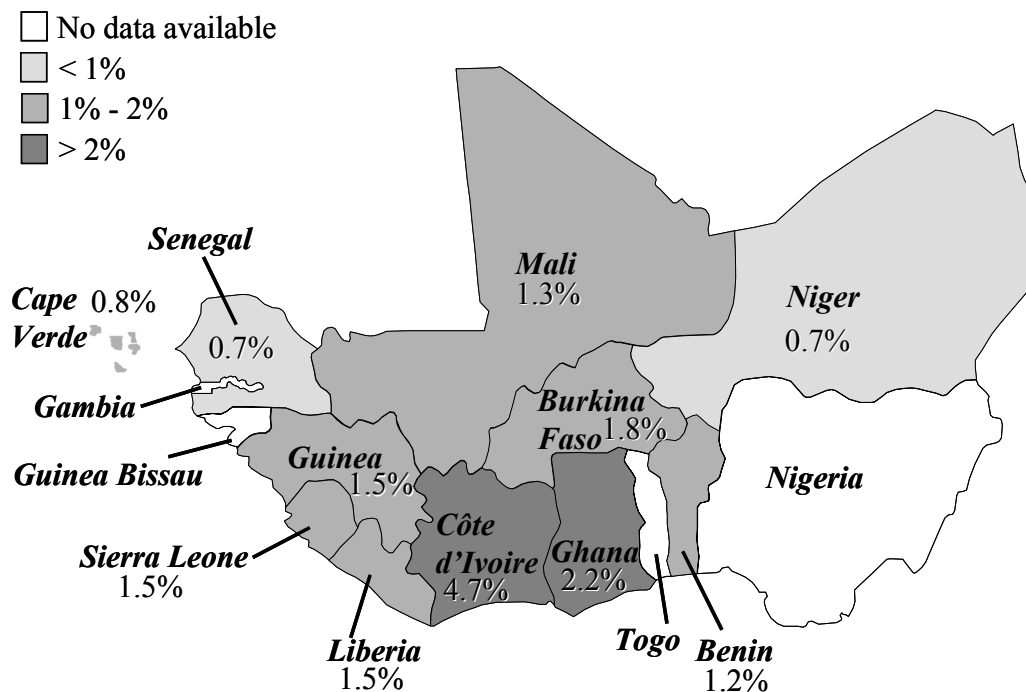 No data available
< 1%
1% - 2%
> 2%
Senegal
0.7%
Cape 0.8%
Verde
Gambia
Guinea Bissau
Mali
1.3%
Niger
0.7%
Burkina
Faso 1.8%
Guinea
1.5%
Nigeria
Sierra Leone
1.5%
Côte
d'Ivoire
4.7%
Ghana
2.2%
Liberia
1.5%
Togo
Benin
1.2%